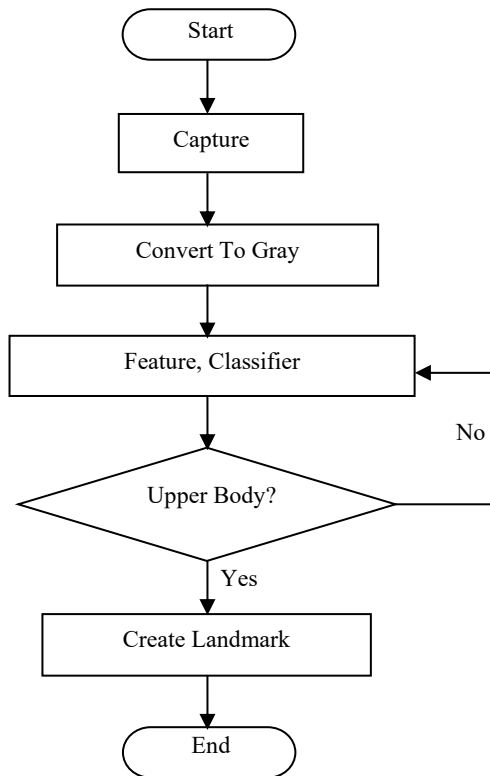 Start
Capture
Convert To Gray
Feature, Classifier
No
Upper Body?
Yes
Create Landmark
End